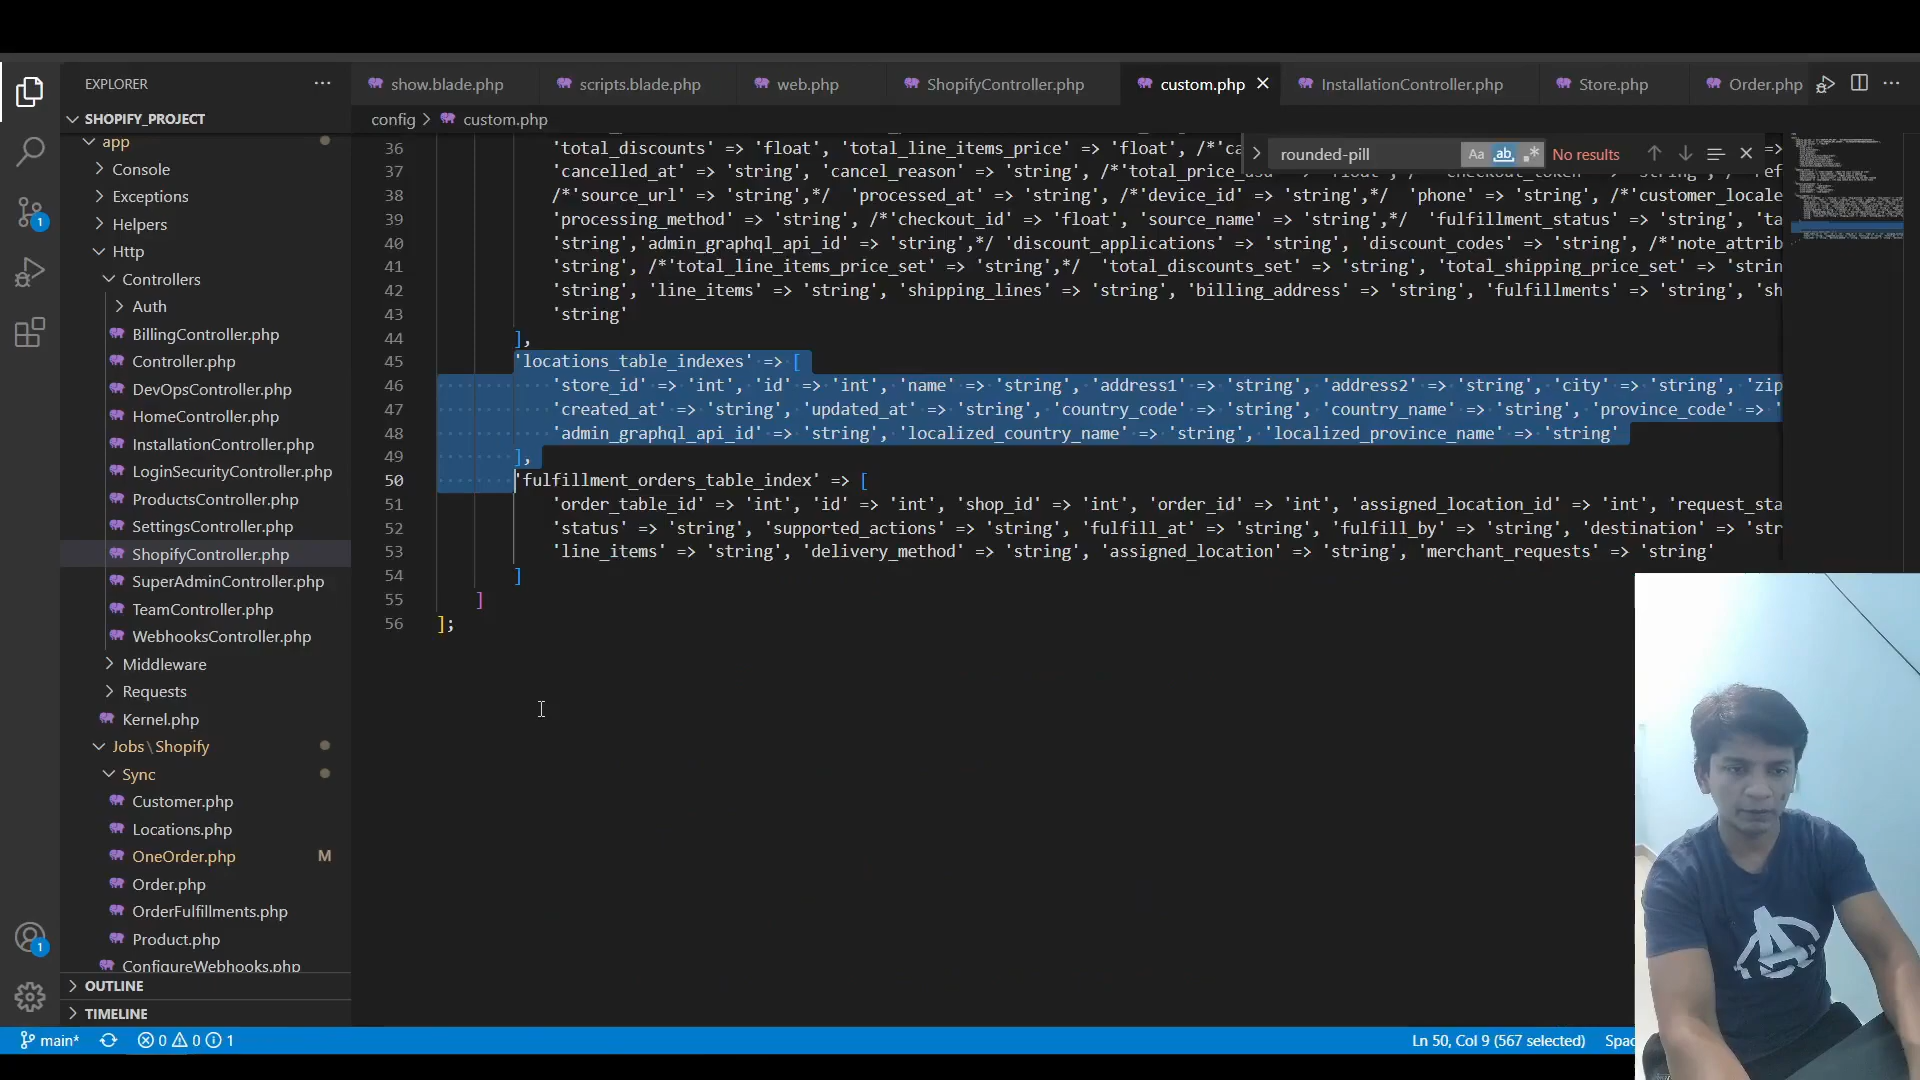 EXPLORER
SHOPIFY_PROJECT
app
Console
Exceptions
Helpers
Http
Controllers
Auth
BillingController.php
Controller.php
DevOpsController.php
HomeController.php
InstallationController.php
LoginSecurityController.php
ProductsController.php
SettingsController.php
ShopifyController.php
SuperAdminController.php
TeamController.php
WebhooksController.php
Middleware
Requests
Kernel.php
Jobs\Shopify
Sync
Customer.php
Locations.php
OneOrder.php M
Order.php
OrderFulfillments.php
Product.php
ConfigureWebhooks.php
OUTLINE
TIMELINE
show.blade.php scripts.blade.php web.php ShopifyController.php custom.php InstallationController.php Store.php Order.php
config > custom.php
rounded-pill Aa ab No results
36 'total_discounts' => 'float', 'total_line_items_price' => 'float', /*'ca
37 'cancelled_at' => 'string', 'cancel_reason' => 'string', =>
38 /*'source_url' => 'string',*/ 'processed_at' => 'string', /*'device_id' => 'string',*/ 'phone' => 'string', /*'customer_locale
39 'processing_method' => 'string', /*'checkout_id' => 'float', 'source_name' => 'string',*/ 'fulfillment_status' => 'string', 'ta
40 'string','admin_graphql_api_id' => 'string',*/ 'discount_applications' => 'string', 'discount_codes' => 'string', /*'note_attrib
41 'string', /*'total_line_items_price_set' => 'string',*/ 'total_discounts_set' => 'string', 'total_shipping_price_set' => 'strin
42 'string', 'line_items' => 'string', 'shipping_lines' => 'string', 'billing_address' => 'string', 'fulfillments' => 'string', 'sh
43 'string'
44 ],
45 'locations_table_indexes' => [
46 'store_id' => 'int', 'id' => 'int', 'name' => 'string', 'address1' => 'string', 'address2' => 'string', 'city' => 'string', 'zip
47 'created_at' => 'string', 'updated_at' => 'string', 'country_code' => 'string', 'country_name' => 'string', 'province_code' => '
48 'admin_graphql_api_id' => 'string', 'localized_country_name' => 'string', 'localized_province_name' => 'string'
49 ],
50 'fulfillment_orders_table_index' => [
51 'order_table_id' => 'int', 'id' => 'int', 'shop_id' => 'int', 'order_id' => 'int', 'assigned_location_id' => 'int', 'request_sta
52 'status' => 'string', 'supported_actions' => 'string', 'fulfill_at' => 'string', 'fulfill_by' => 'string', 'destination' => 'str
53 'line_items' => 'string', 'delivery_method' => 'string', 'assigned_location' => 'string', 'merchant_requests' => 'string'
54 ]
55 ]
56 ];
1
1
main* 0 0 1
Ln 50, Col 9 (567 selected) Spac